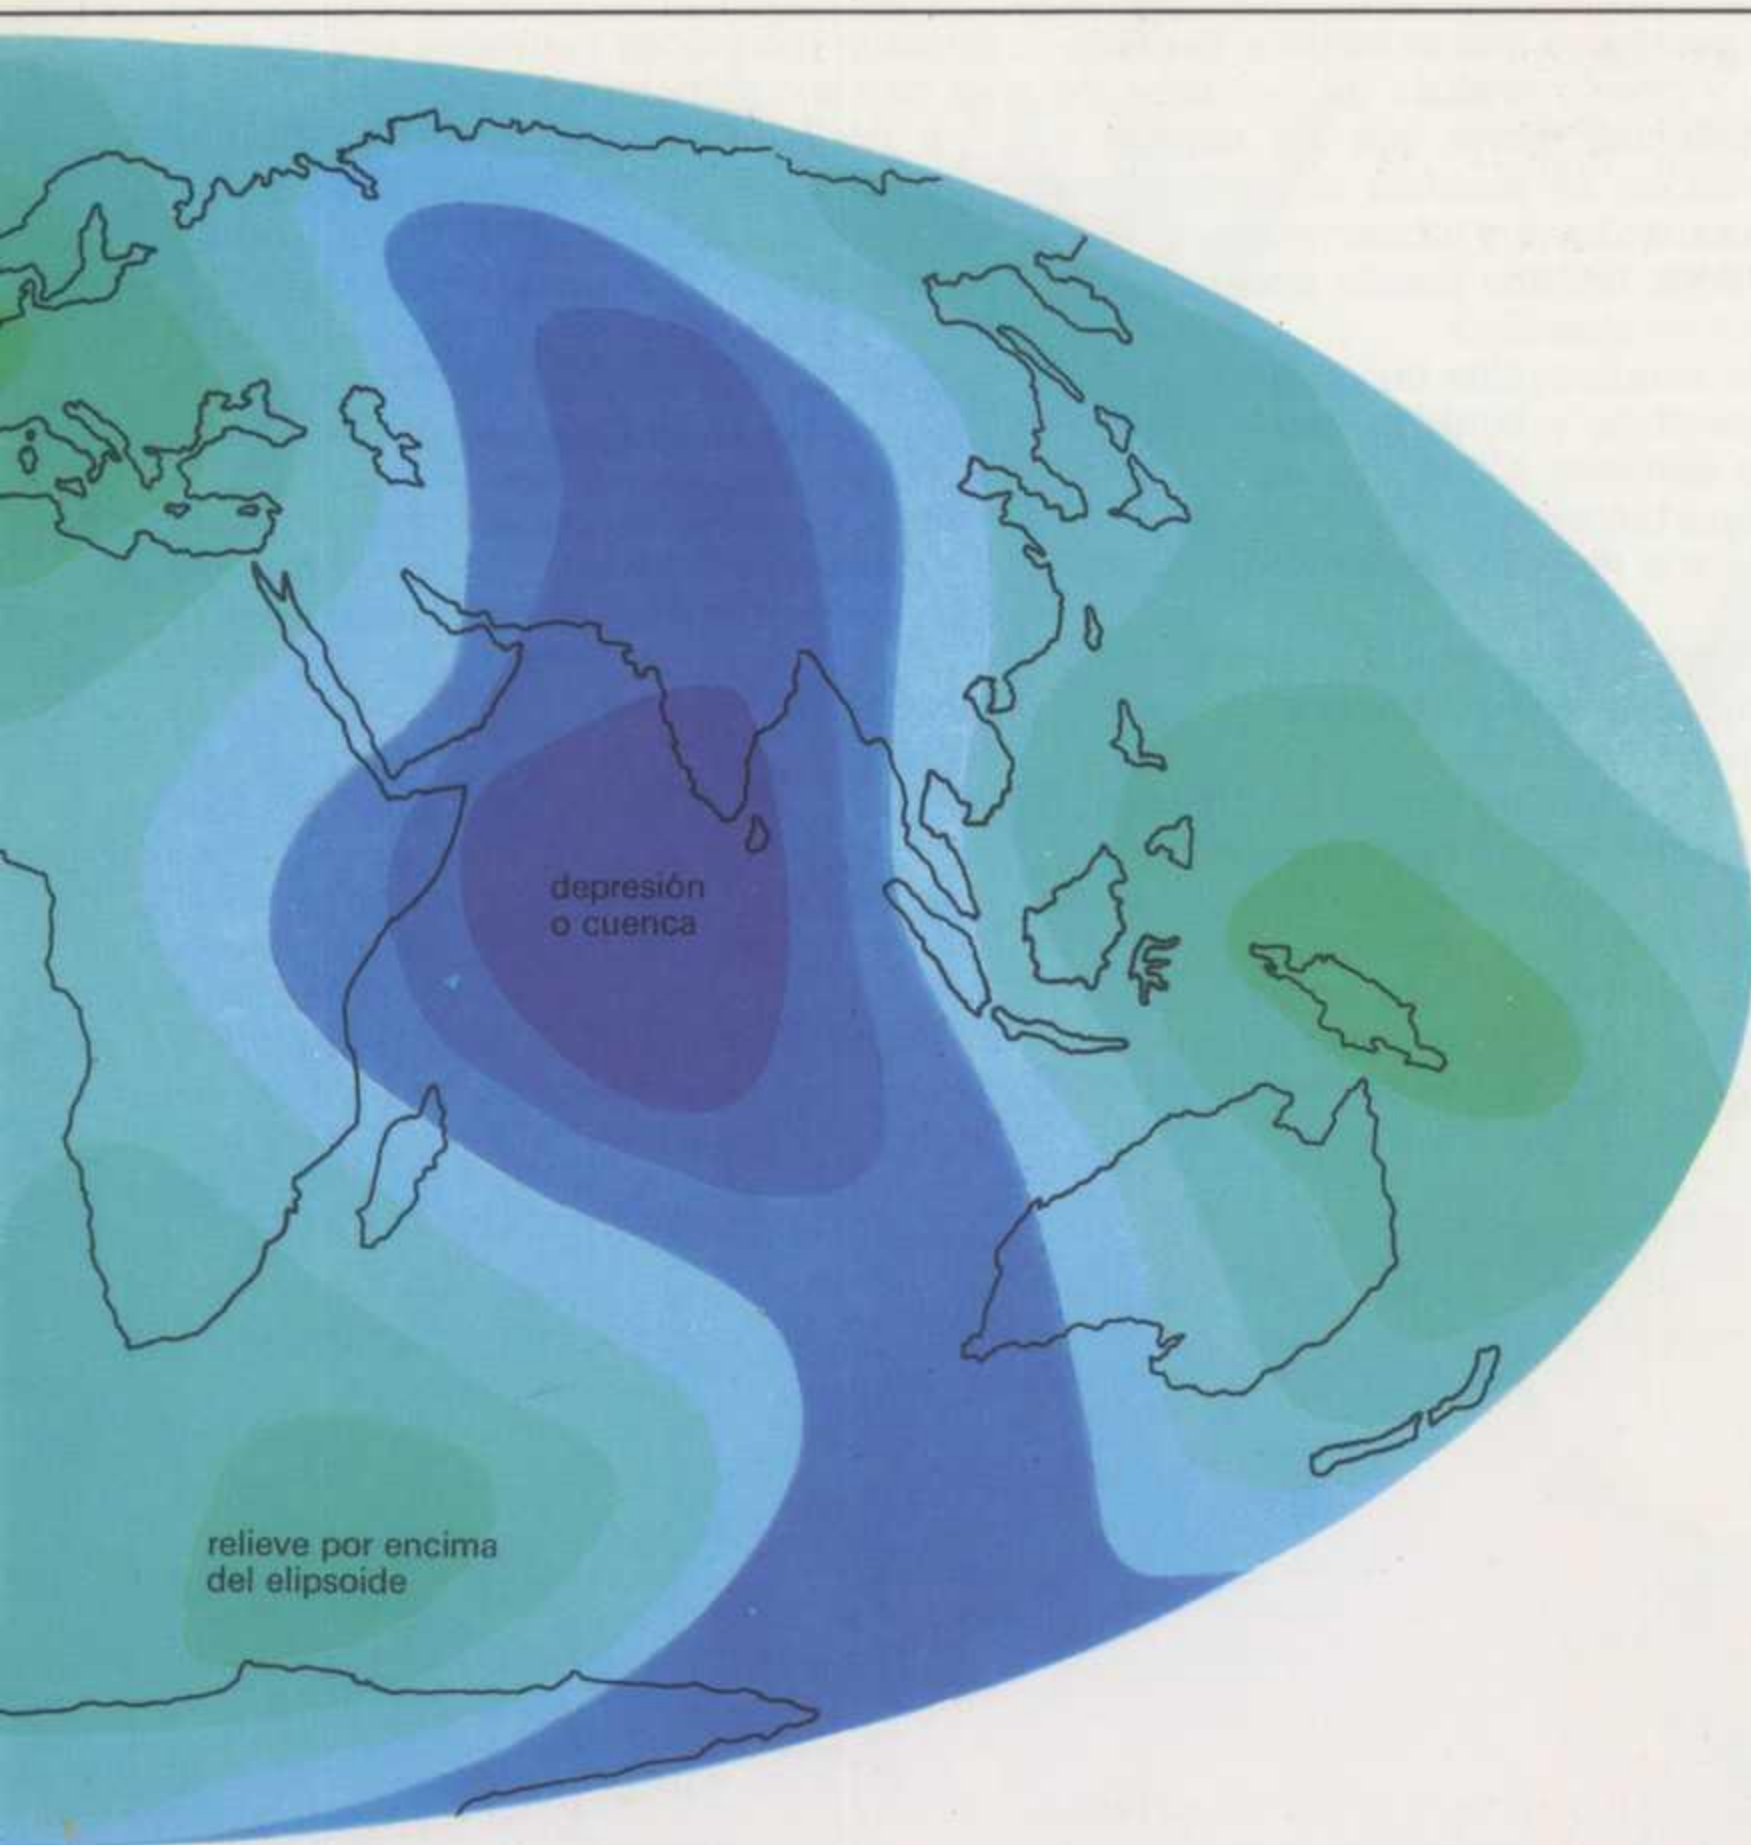 depresión
o cuenca
relieve por encima
del elipsoide